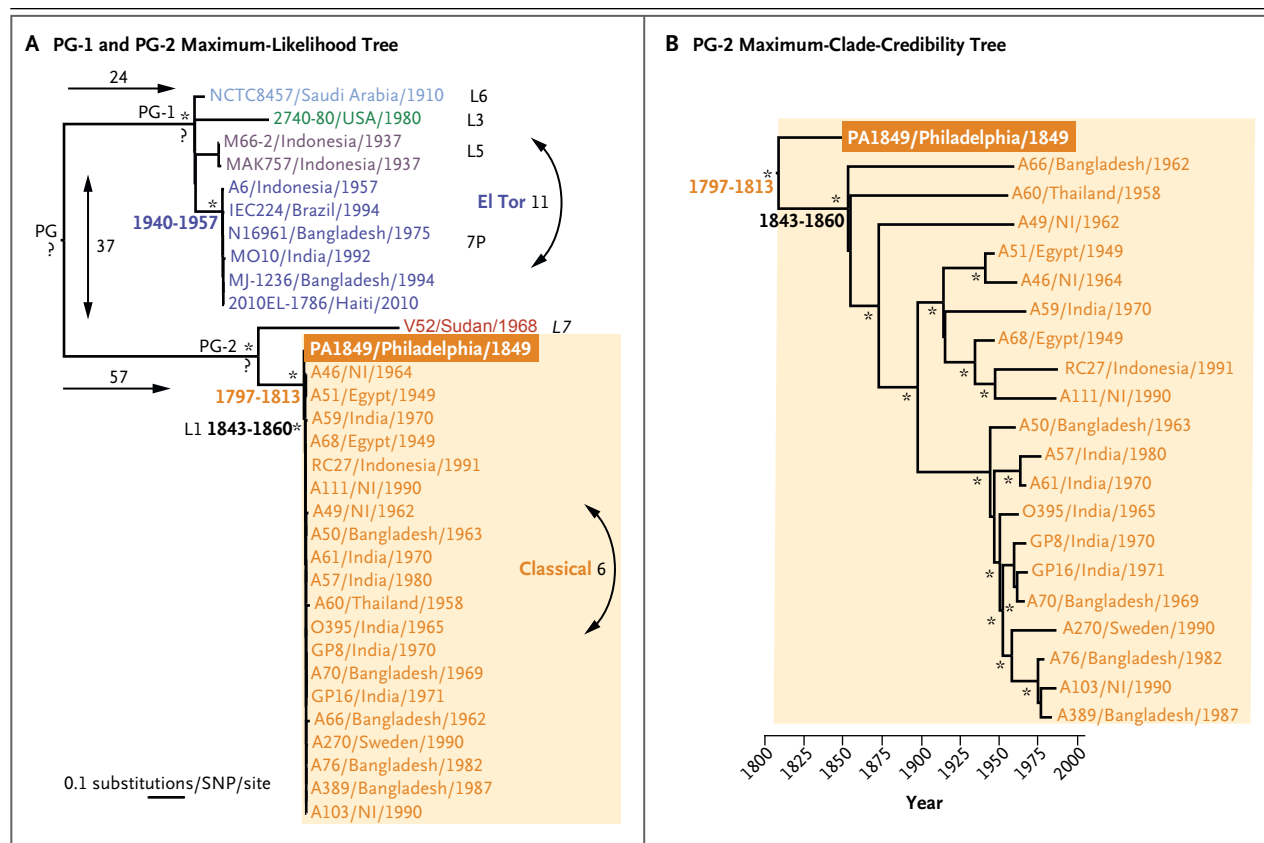 A PG-1 and PG-2 Maximum-Likelihood Tree
24
NCTC8457/Saudi Arabia/1910 L6
PG-1 *
?
2740-80/USA/1980 L3
M66-2/Indonesia/1937
L5
MAK757/Indonesia/1937
A6/Indonesia/1957
*
El Tor 11
IEC224/Brazil/1994
1940-1957
N16961/Bangladesh/1975
PG
?
37
7P
MO10/India/1992
MJ-1236/Bangladesh/1994
2010EL-1786/Haiti/2010
V52/Sudan/1968 L7
PG-2 *
?
PA1849/Philadelphia/1849
57
*
A46/NI/1964
1797-1813
A51/Egypt/1949
A59/India/1970
L1 1843-1860*
A68/Egypt/1949
RC27/Indonesia/1991
A111/NI/1990
A49/NI/1962
A50/Bangladesh/1963
A61/India/1970
Classical 6
A57/India/1980
A60/Thailand/1958
O395/India/1965
GP8/India/1970
A70/Bangladesh/1969
GP16/India/1971
A66/Bangladesh/1962
A270/Sweden/1990
A76/Bangladesh/1982
A389/Bangladesh/1987
A103/NI/1990
0.1 substitutions/SNP/site
B PG-2 Maximum-Clade-Credibility Tree
PA1849/Philadelphia/1849
*
1797-1813
A66/Bangladesh/1962
A60/Thailand/1958
*
1843-1860
A49/NI/1962
A51/Egypt/1949
*
A46/NI/1964
*
*
A59/India/1970
A68/Egypt/1949
*
RC27/Indonesia/1991
*
*
A111/NI/1990
A50/Bangladesh/1963
A57/India/1980
*
*
A61/India/1970
O395/India/1965
GP8/India/1970
*
GP16/India/1971
*
A70/Bangladesh/1969
*
A270/Sweden/1990
*
A76/Bangladesh/1982
*
A103/NI/1990
A389/Bangladesh/1987
1800 1825 1850 1875 1900 1925 1950 1975 2000
Year